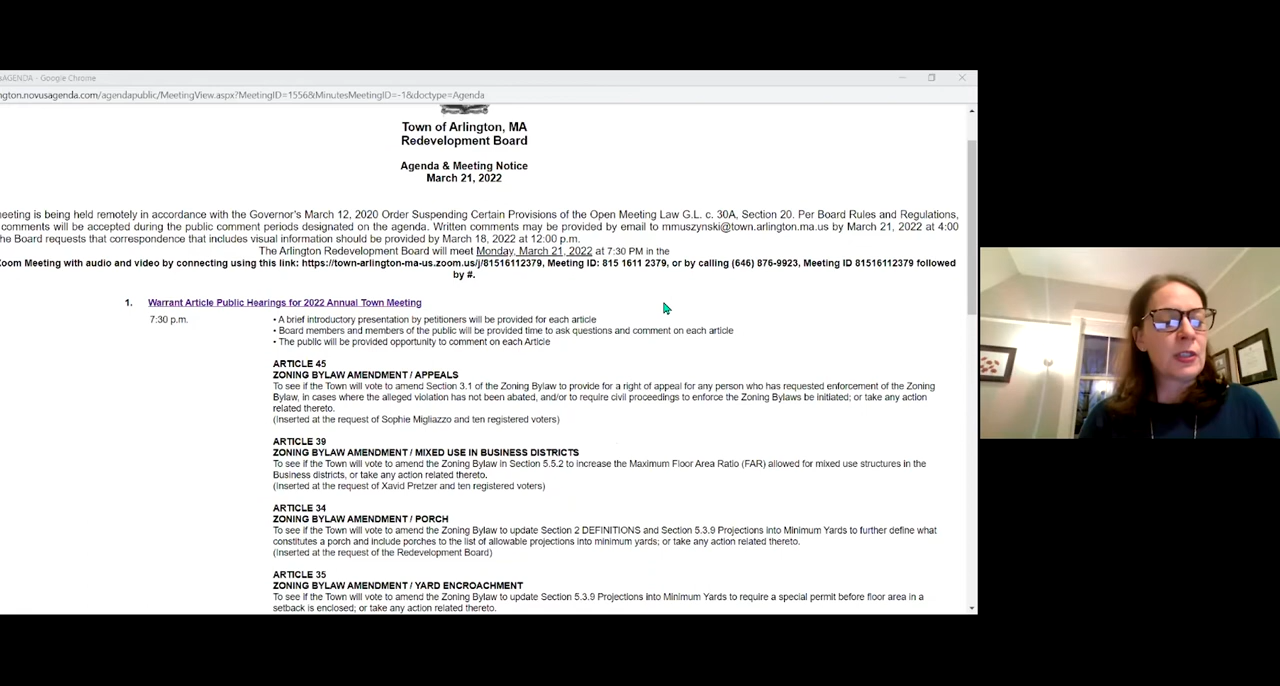 AGENDA - Google Chrome
ngton.novusagenda.com/agendapublic/MeetingView.aspx?MeetingID=1556&MinutesMeetingID=-1&doctype=Agenda
Town of Arlington, MA
Redevelopment Board
Agenda & Meeting Notice
March 21, 2022
meeting is being held remotely in accordance with the Governor's March 12, 2020 Order Suspending Certain Provisions of the Open Meeting Law G.L. c. 30A, Section 20. Per Board Rules and Regulations,
comments will be accepted during the public comment periods designated on the agenda. Written comments may be provided by email to mmuszynski@town.arlington.ma.us by March 21, 2022 at 4:00
he Board requests that correspondence that includes visual information should be provided by March 18, 2022 at 12:00 p.m.
The Arlington Redevelopment Board will meet Monday, March 21, 2022 at 7:30 PM in the
Zoom Meeting with audio and video by connecting using this link: https://town-arlington-ma-us.zoom.us/j/81516112379, Meeting ID: 815 1611 2379, or by calling (646) 876-9923, Meeting ID 81516112379 followed
by #.
1. Warrant Article Public Hearings for 2022 Annual Town Meeting
7:30 p.m. • A brief introductory presentation by petitioners will be provided for each article
• Board members and members of the public will be provided time to ask questions and comment on each article
• The public will be provided opportunity to comment on each Article
ARTICLE 45
ZONING BYLAW AMENDMENT / APPEALS
To see if the Town will vote to amend Section 3.1 of the Zoning Bylaw to provide for a right of appeal for any person who has requested enforcement of the Zoning
Bylaw, in cases where the alleged violation has not been abated, and/or to require civil proceedings to enforce the Zoning Bylaws be initiated; or take any action
related thereto.
(Inserted at the request of Sophie Migliazzo and ten registered voters)
ARTICLE 39
ZONING BYLAW AMENDMENT / MIXED USE IN BUSINESS DISTRICTS
To see if the Town will vote to amend the Zoning Bylaw in Section 5.5.2 to increase the Maximum Floor Area Ratio (FAR) allowed for mixed use structures in the
Business districts, or take any action related thereto.
(Inserted at the request of Xavid Pretzer and ten registered voters)
ARTICLE 34
ZONING BYLAW AMENDMENT / PORCH
To see if the Town will vote to amend the Zoning Bylaw to update Section 2 DEFINITIONS and Section 5.3.9 Projections into Minimum Yards to further define what
constitutes a porch and include porches to the list of allowable projections into minimum yards; or take any action related thereto.
(Inserted at the request of the Redevelopment Board)
ARTICLE 35
ZONING BYLAW AMENDMENT / YARD ENCROACHMENT
To see if the Town will vote to amend the Zoning Bylaw to update Section 5.3.9 Projections into Minimum Yards to require a special permit before floor area in a
setback is enclosed; or take any action related thereto.